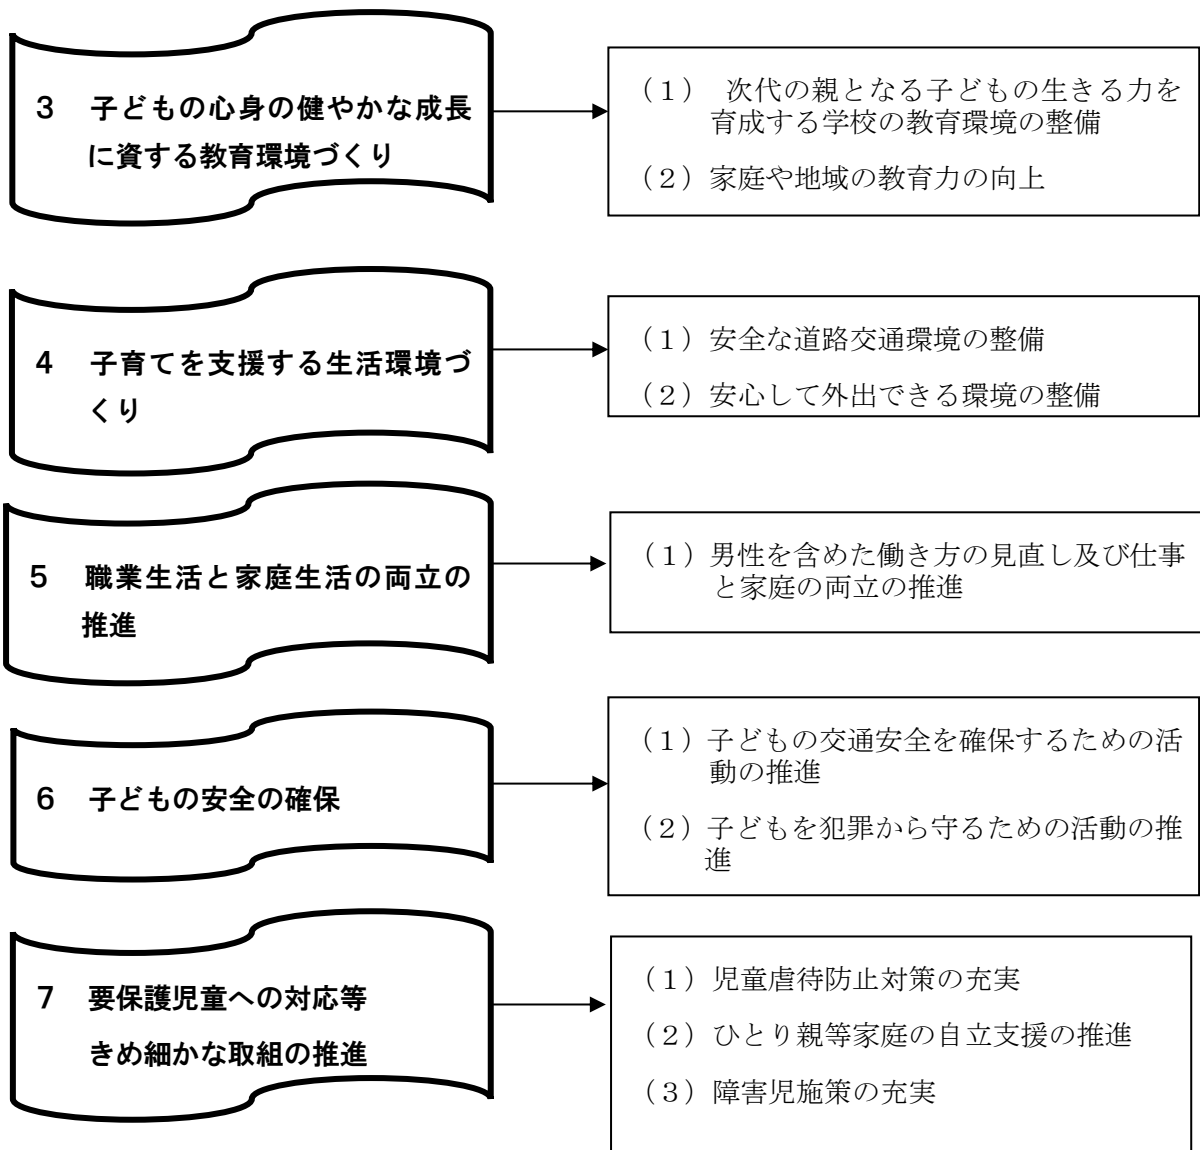 3 子どもの心身の健やかな成長
に資する教育環境づくり
(1) 次代の親となる子どもの生きる力を
育成する学校の教育環境の整備
(2)家庭や地域の教育力の向上
4 子育てを支援する生活環境づ
くり
(1)安全な道路交通環境の整備
(2)安心して外出できる環境の整備
5 職業生活と家庭生活の両立の
推進
(1)男性を含めた働き方の見直し及び仕事
と家庭の両立の推進
6 子どもの安全の確保
(1)子どもの交通安全を確保するための活
動の推進
(2)子どもを犯罪から守るための活動の推
進
7 要保護児童への対応等
きめ細かな取組の推進
(1)児童虐待防止対策の充実
(2)ひとり親等家庭の自立支援の推進
(3)障害児施策の充実